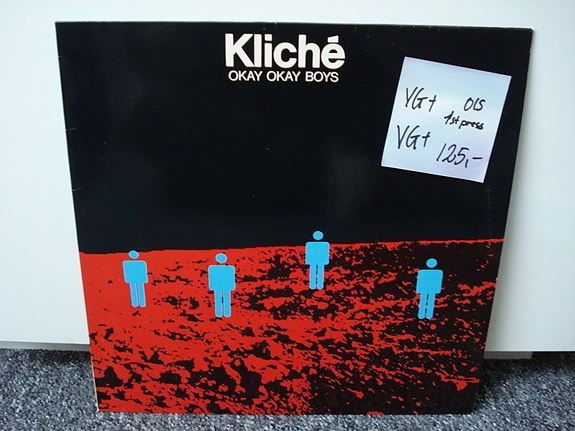 Kliché
OKAY OKAY BOYS
VG+ OIS
1st press
VG+ 125,-